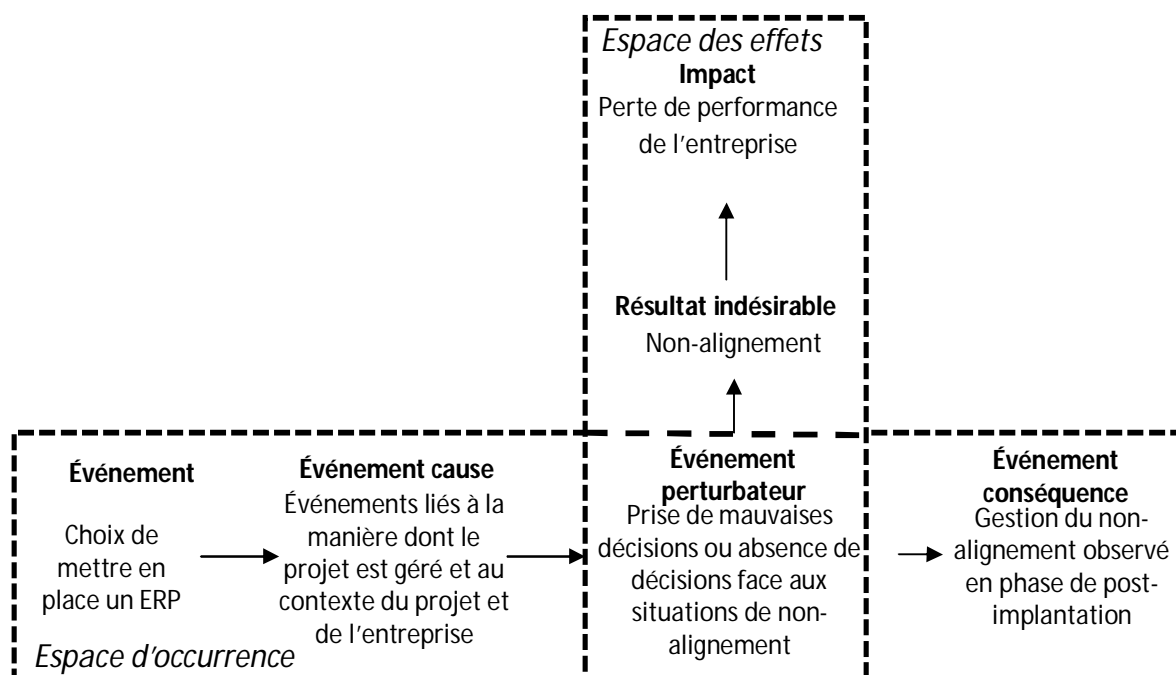 Espace des effets
Impact
Perte de performance
de l'entreprise
Résultat indésirable
Non-alignement
Événement
Choix de
mettre en
place un ERP
Événement cause
Événements liés à la
manière dont le
projet est géré et au
contexte du projet et
de l'entreprise
Événement
perturbateur
Prise de mauvaises
décisions ou absence de
décisions face aux
situations de non-
alignement
Événement
conséquence
Gestion du non-
alignement observé
en phase de post-
implantation
Espace d'occurrence